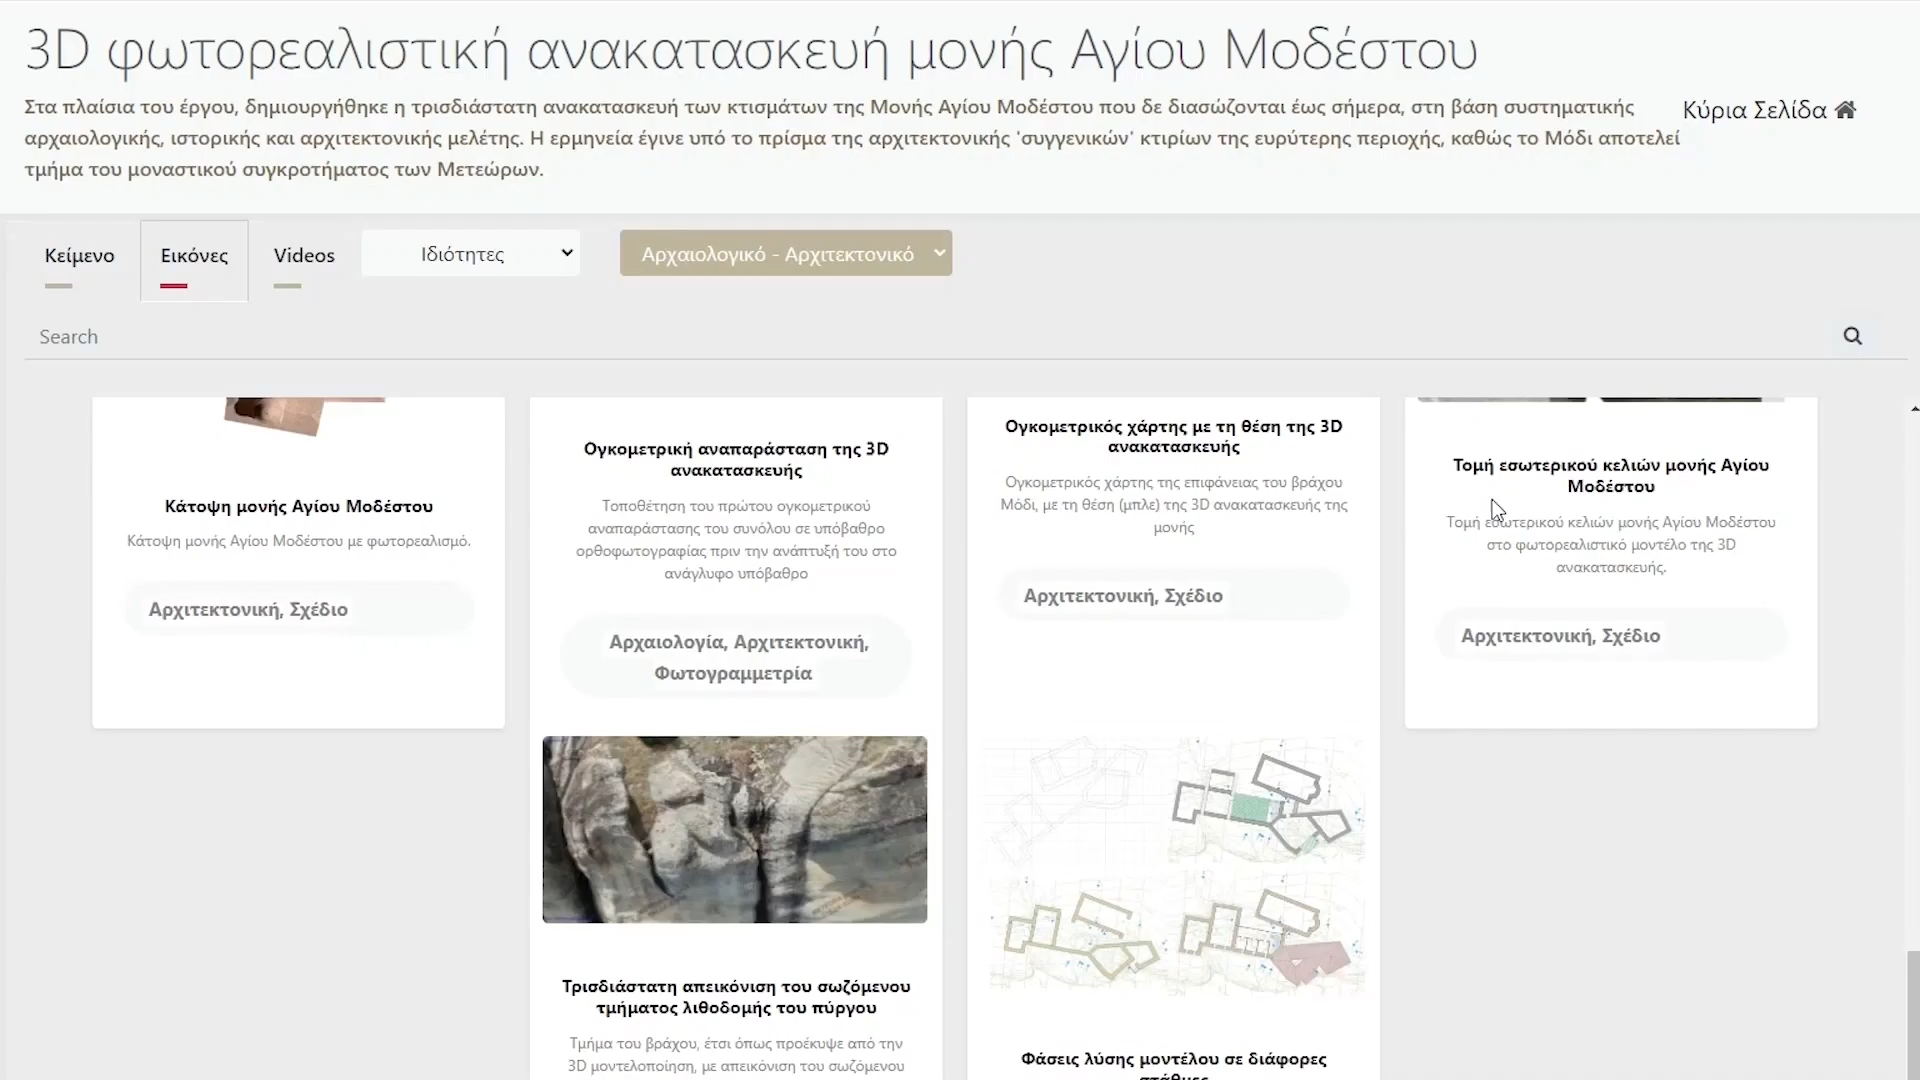 3D φωτορεαλιστική ανακατασκευή μονής Αγίου Μοδέστου
Στα πλαίσια του έργου, δημιουργήθηκε η τρισδιάστατη ανακατασκευή των κτισμάτων της Μονής Αγίου Μοδέστου που δε διασώζονται έως σήμερα, στη βάση συστηματικής
αρχαιολογικής, ιστορικής και αρχιτεκτονικής μελέτης. Η ερμηνεία έγινε υπό το πρίσμα της αρχιτεκτονικής 'συγγενικών' κτιρίων της ευρύτερης περιοχής, καθώς το Μόδι αποτελεί
τμήμα του μοναστικού συγκροτήματος των Μετεώρων.
Κύρια Σελίδα
Κείμενο
Εικόνες
Videos
Ιδιότητες
Αρχαιολογικό - Αρχιτεκτονικό
Search
Κάτοψη μονής Αγίου Μοδέστου
Κάτοψη μονής Αγίου Μοδέστου με φωτορεαλισμό.
Αρχιτεκτονική, Σχέδιο
Ογκομετρική αναπαράσταση της 3D
ανακατασκευής
Τοποθέτηση του πρώτου ογκομετρικού
αναπαράστασης του συνόλου σε υπόβαθρο
ορθοφωτογραφίας πριν την ανάπτυξή του στο
ανάγλυφο υπόβαθρο
Αρχαιολογία, Αρχιτεκτονική,
Φωτογραμμετρία
Τρισδιάστατη απεικόνιση του σωζόμενου
τμήματος λιθοδομής του πύργου
Τμήμα του βράχου, έτσι όπως προέκυψε από την
3D μοντελοποίηση, με απεικόνιση του σωζόμενου
Ογκομετρικός χάρτης με τη θέση της 3D
ανακατασκευής
Ογκομετρικός χάρτης της επιφάνειας του βράχου
Μόδι, με τη θέση (μπλε) της 3D ανακατασκευής της
μονής
Αρχιτεκτονική, Σχέδιο
Φάσεις λύσης μοντέλου σε διάφορες
στάθμες
Τομή εσωτερικού κελιών μονής Αγίου
Μοδέστου
Τομή εσωτερικού κελιών μονής Αγίου Μοδέστου
στο φωτορεαλιστικό μοντέλο της 3D
ανακατασκευής.
Αρχιτεκτονική, Σχέδιο